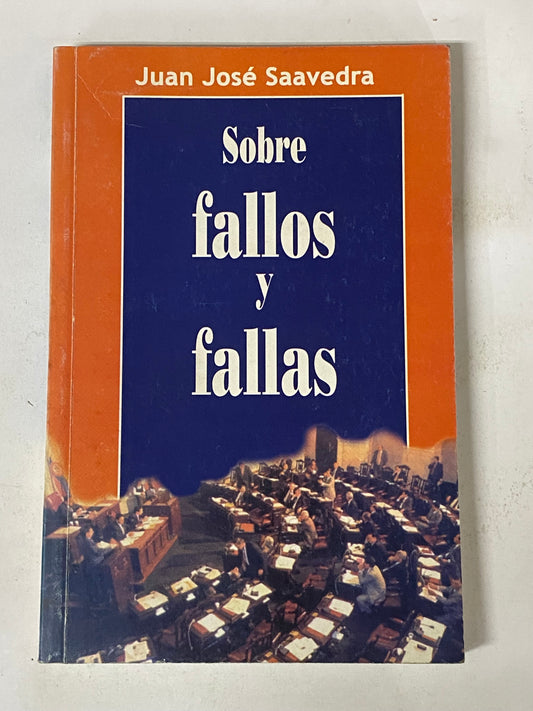 Juan José Saavedra
Sobre
fallos
y
fallas